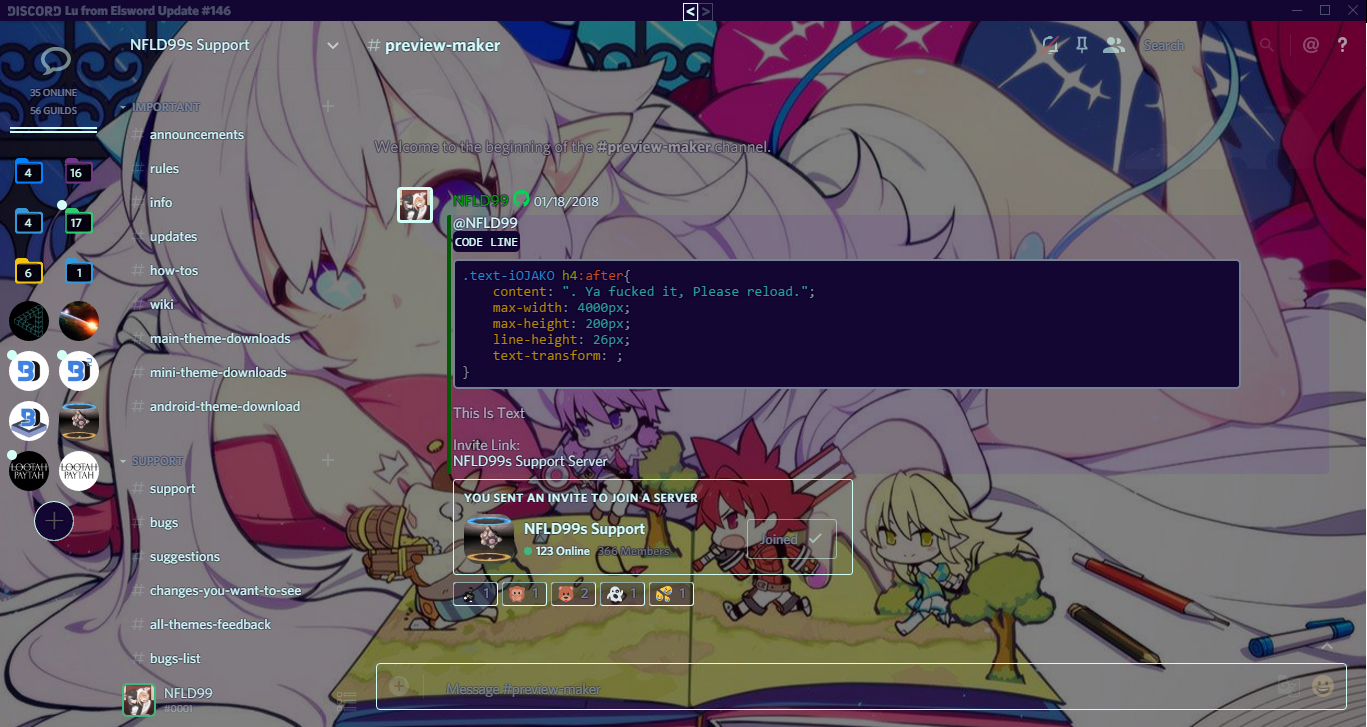 DISCORD Lu from Elsword Update #146
< >
NFLD99s Support
# preview-maker
Search
@ ?
35 ONLINE
56 GUILDS
4
16
4
17
6
1
LOOTAH
PAYTAH
LOOTAH
PAYTAH
IMPORTANT
# announcements
# rules
# info
# updates
# how-tos
# wiki
# main-theme-downloads
# mini-theme-downloads
# android-theme-download
SUPPORT
# support
# bugs
# suggestions
# changes-you-want-to-see
# all-themes-feedback
# bugs-list
NFLD99
#0001
Welcome to the beginning of the #preview-maker channel.
NFLD99 01/18/2018
@NFLD99
CODE LINE
.text-iOJAKO h4:after{
content: ". Ya fucked it, Please reload.";
max-width: 4000px;
max-height: 200px;
line-height: 26px;
text-transform: ;
}
This Is Text
Invite Link:
NFLD99s Support Server
YOU SENT AN INVITE TO JOIN A SERVER
NFLD99s Support
123 Online 366 Members
Joined
1 1 2 1 1
Message #preview-maker